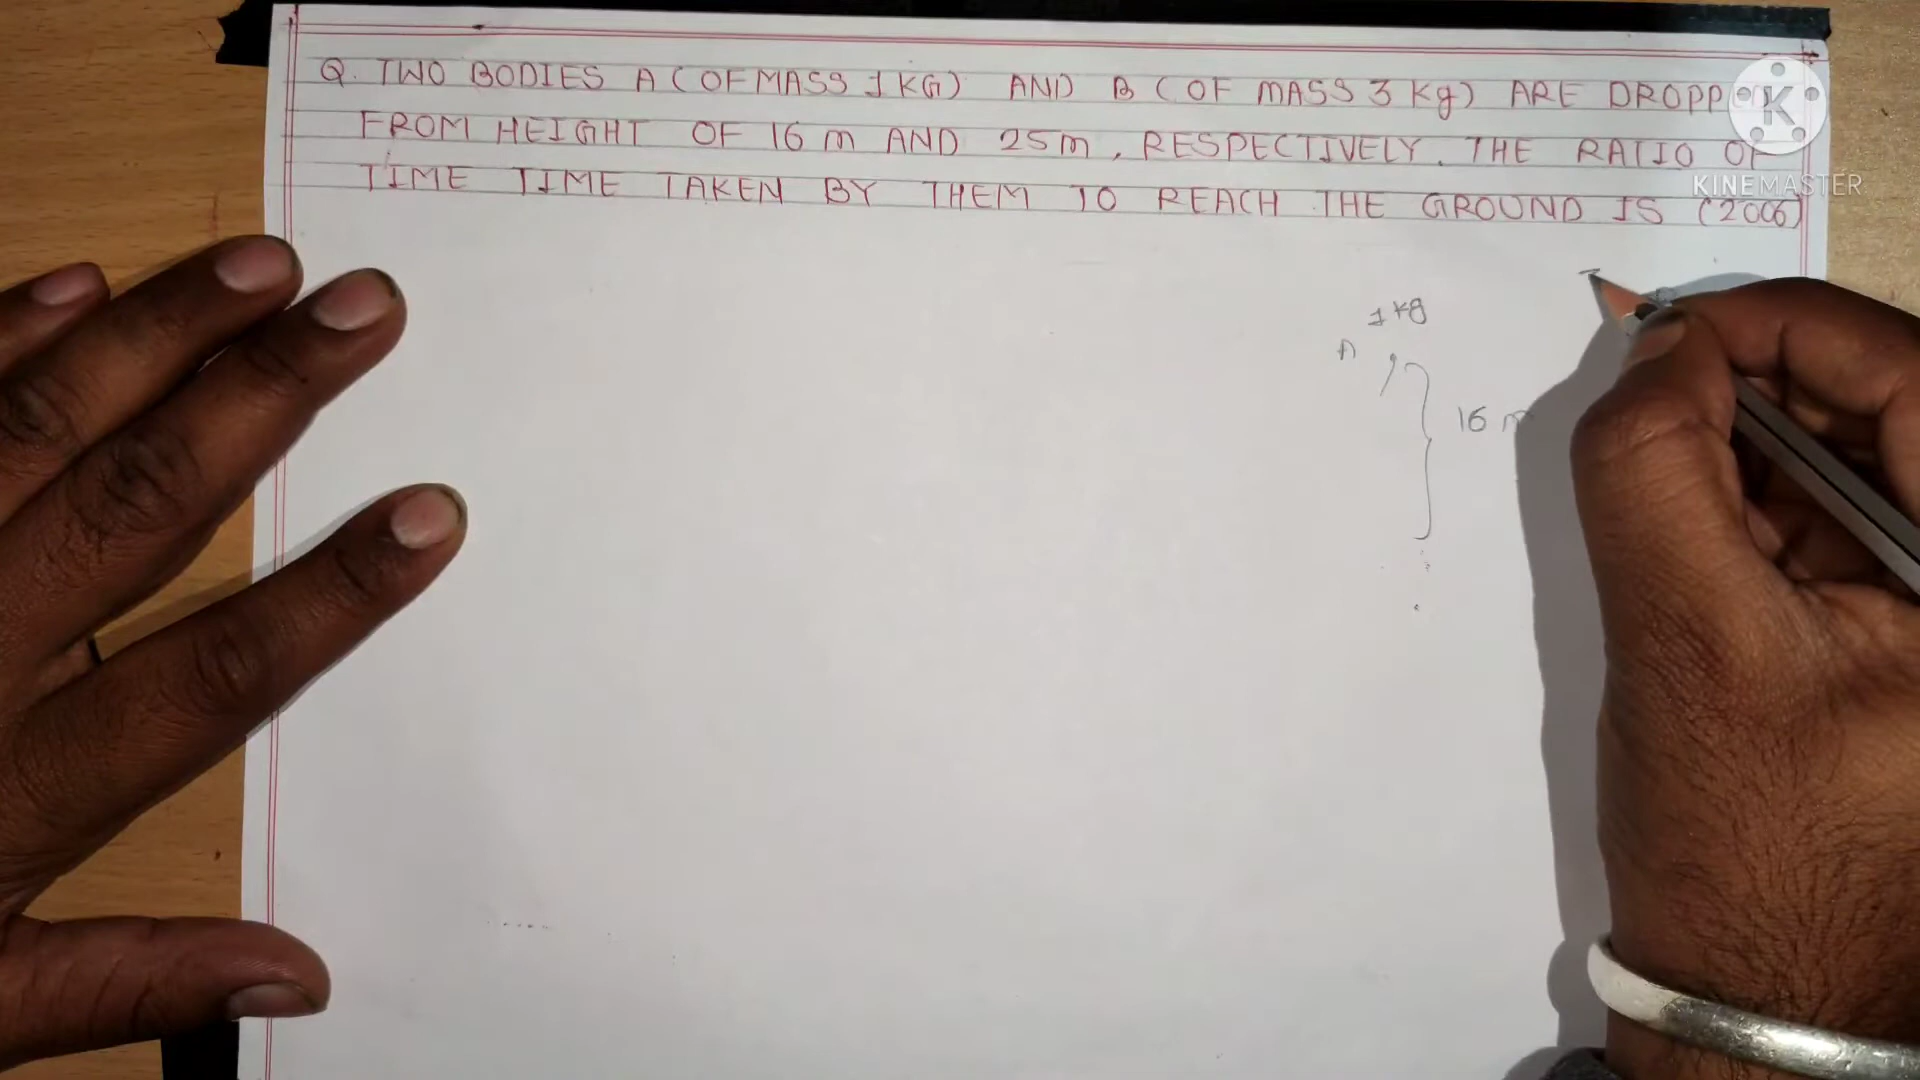 Q. TWO BODIES A (OF MASS 1 KG) AND B (OF MASS 3 Kg) ARE DROPPED
FROM HEIGHT OF 16 m AND 25m, RESPECTIVELY. THE RATIO OF
TIME TIME TAKEN BY THEM TO REACH THE GROUND IS (2006)
K
KINEMASTER
1 kg
A
16 m